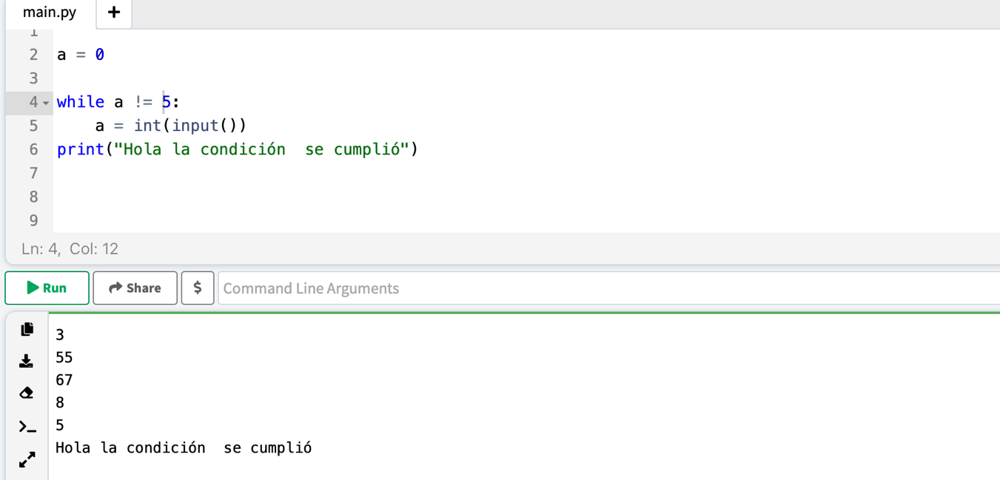 main.py +
1
2 a = 0
3
4 while a != 5:
5     a = int(input())
6 print("Hola la condición  se cumplió")
7
8
9
Ln: 4, Col: 12
Run Share $ Command Line Arguments
3
55
67
8
5
Hola la condición  se cumplió